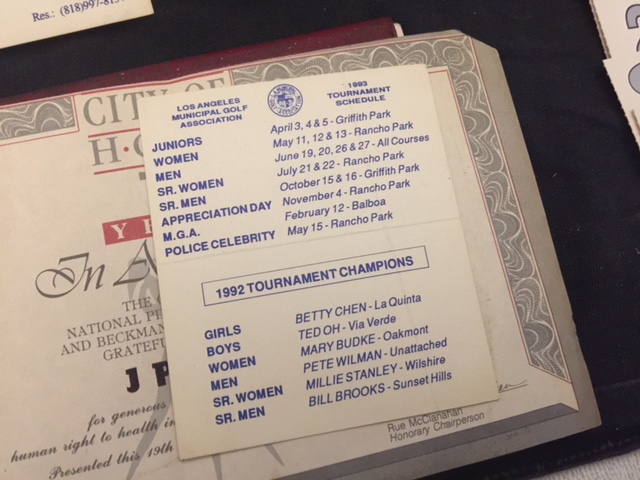 Res.: (818)997-81
CITY OF
H
LOS ANGELES
MUNICIPAL GOLF
ASSOCIATION
1993
TOURNAMENT
SCHEDULE
JUNIORS April 3, 4 & 5 - Griffith Park
WOMEN May 11, 12 & 13 - Rancho Park
MEN June 19, 20, 26 & 27 - All Courses
SR. WOMEN July 21 & 22 - Rancho Park
SR. MEN October 15 & 16 - Griffith Park
APPRECIATION DAY November 4 - Rancho Park
M.G.A. February 12 - Balboa
POLICE CELEBRITY May 15 - Rancho Park
1992 TOURNAMENT CHAMPIONS
GIRLS BETTY CHEN - La Quinta
BOYS TED OH - Via Verde
WOMEN MARY BUDKE - Oakmont
MEN PETE WILMAN - Unattached
SR. WOMEN MILLIE STANLEY - Wilshire
SR. MEN BILL BROOKS - Sunset Hills
Y
In
THE
NATIONAL
AND BECKMAN
GRATEFU
J
for generous
human right to health in
Presented this 19th
Rue McClanahan
Honorary Chairperson